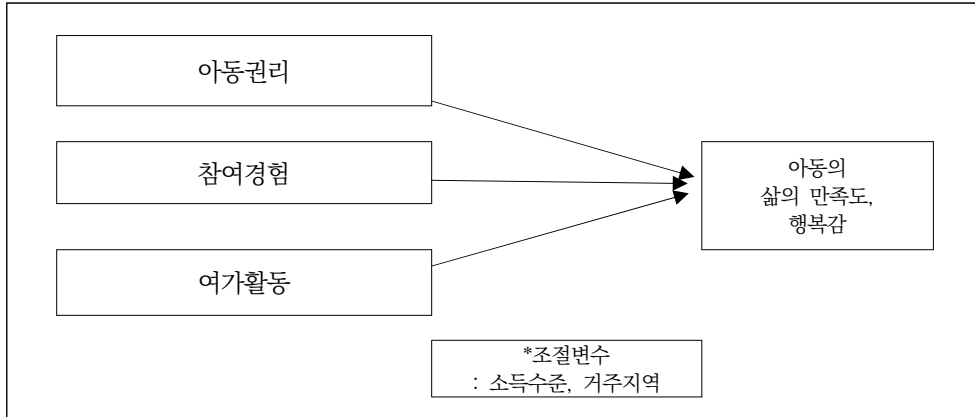 아동권리
참여경험
아동의
삶의 만족도,
행복감
여가활동
*조절변수
: 소득수준, 거주지역